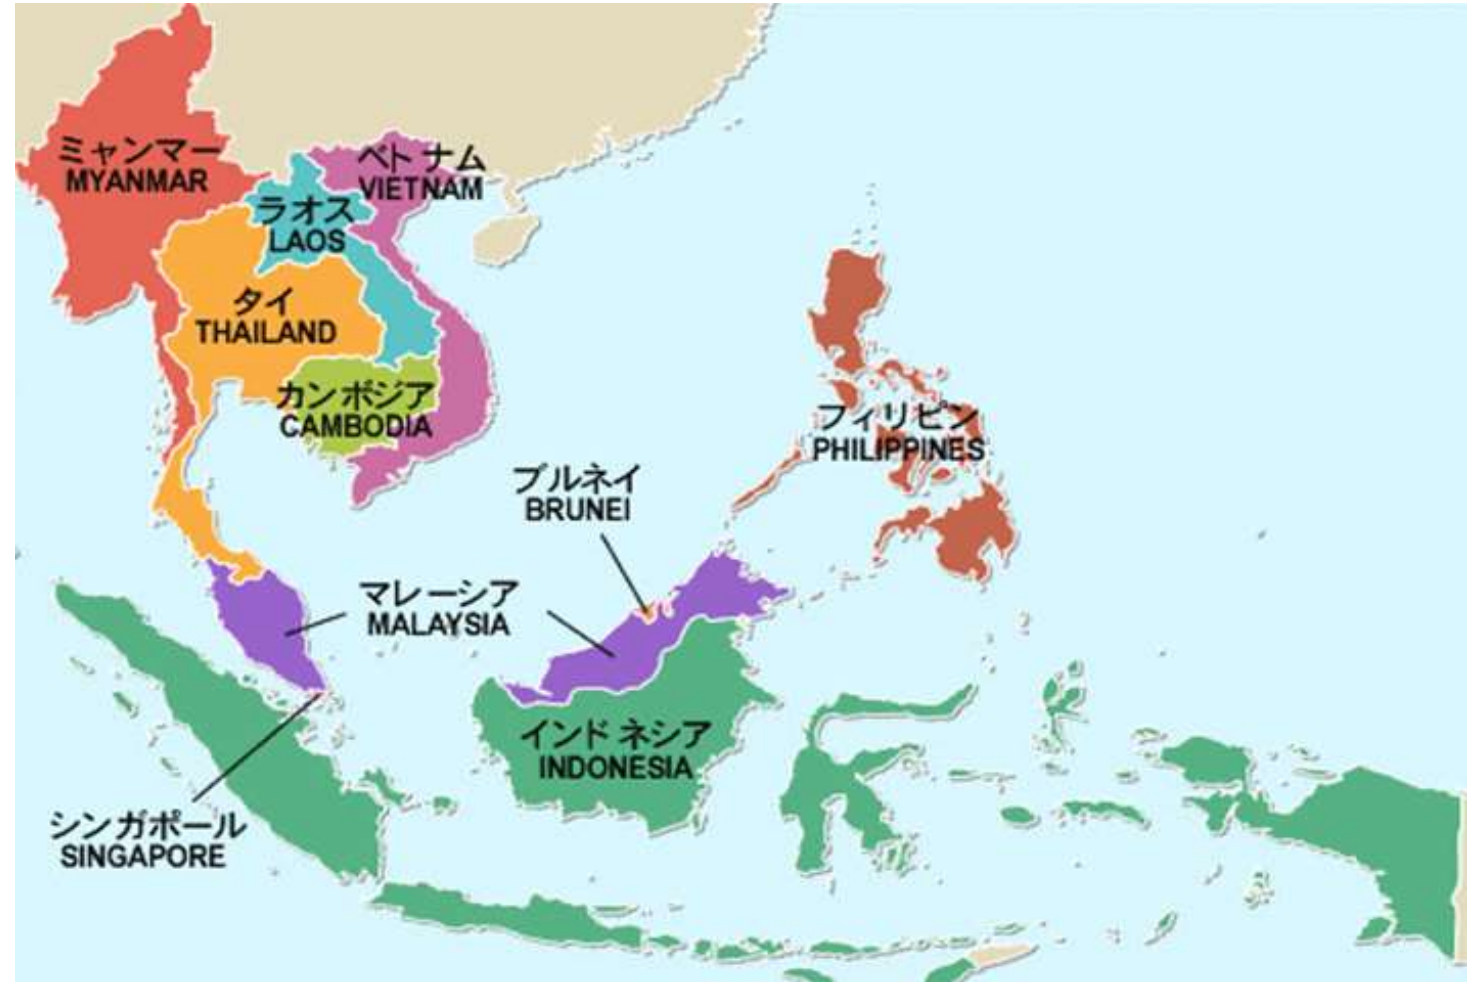 ミャンマー
MYANMAR
ベトナム
VIETNAM
ラオス
LAOS
タイ
THAILAND
カンボジア
CAMBODIA
フィリピン
PHILIPPINES
ブルネイ
BRUNEI
マレーシア
MALAYSIA
インドネシア
INDONESIA
シンガポール
SINGAPORE